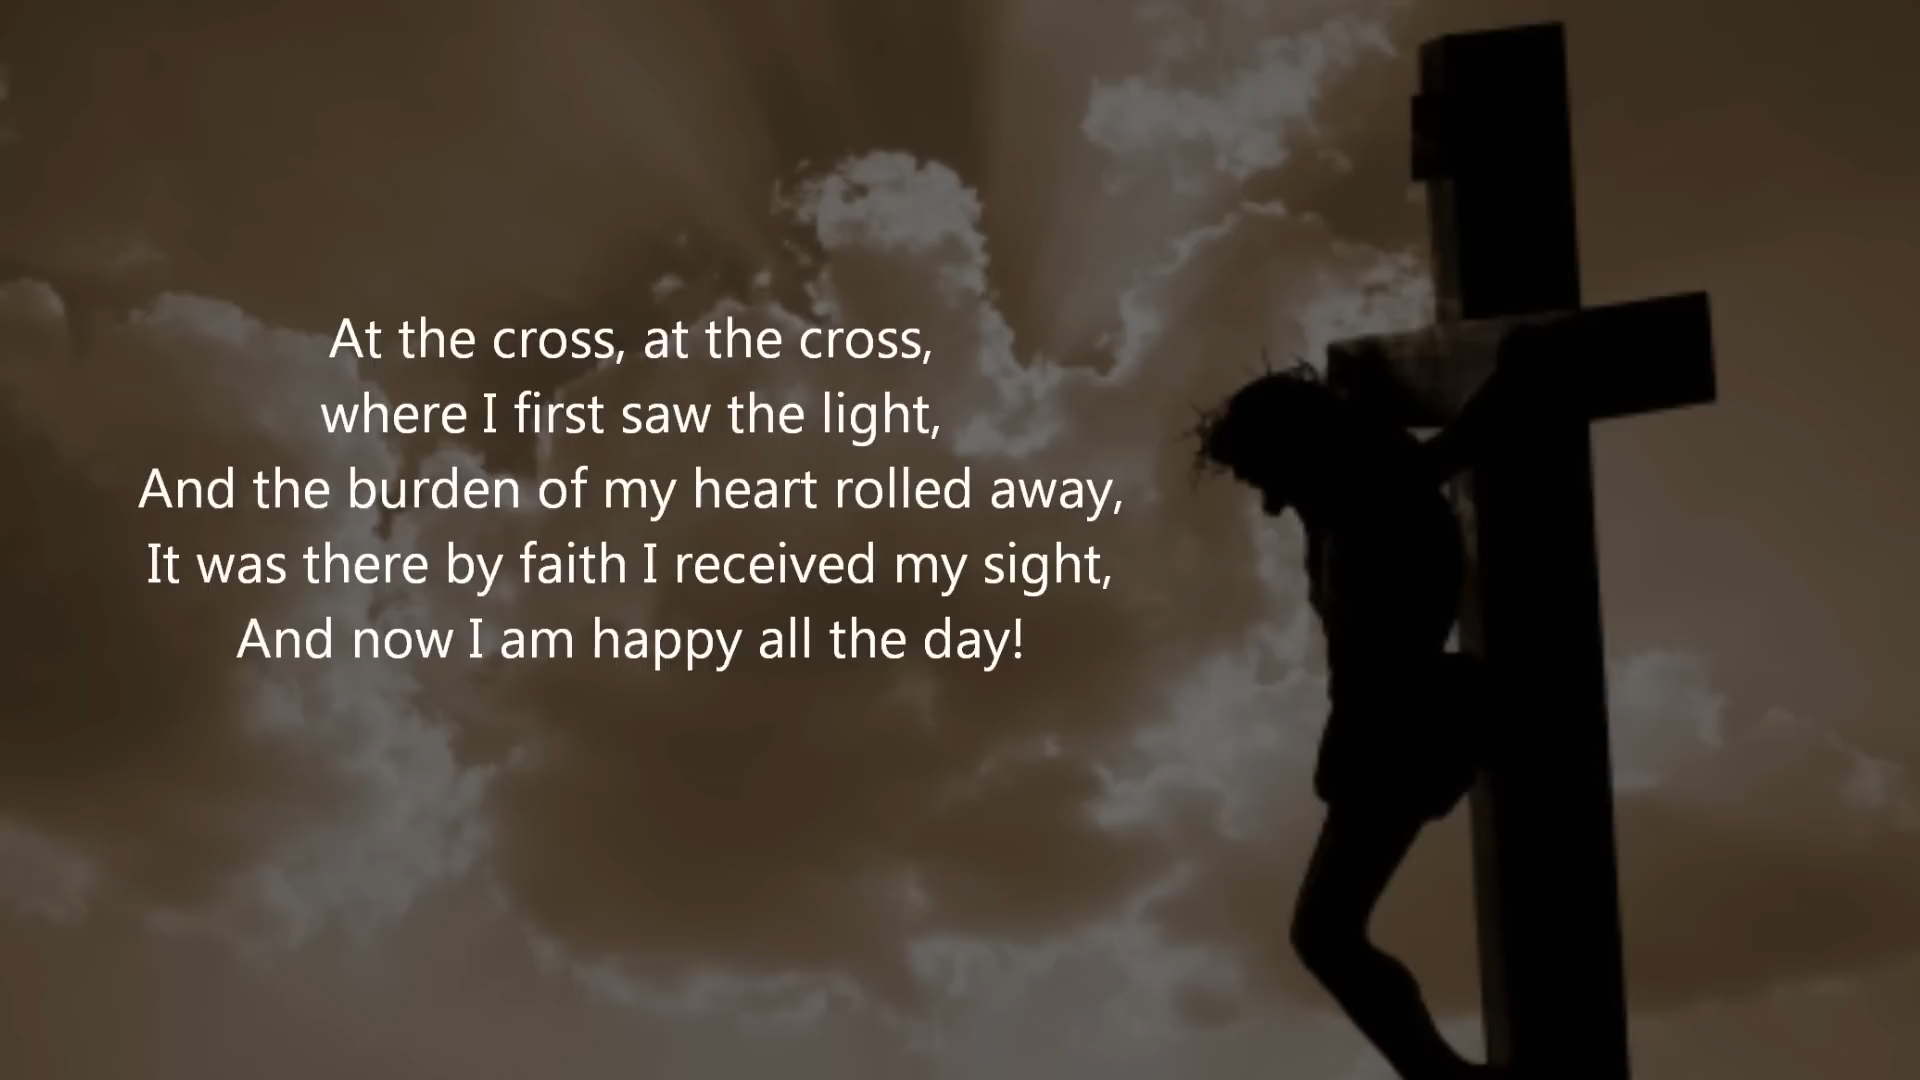 At the cross, at the cross,
where I first saw the light,
And the burden of my heart rolled away,
It was there by faith I received my sight,
And now I am happy all the day!